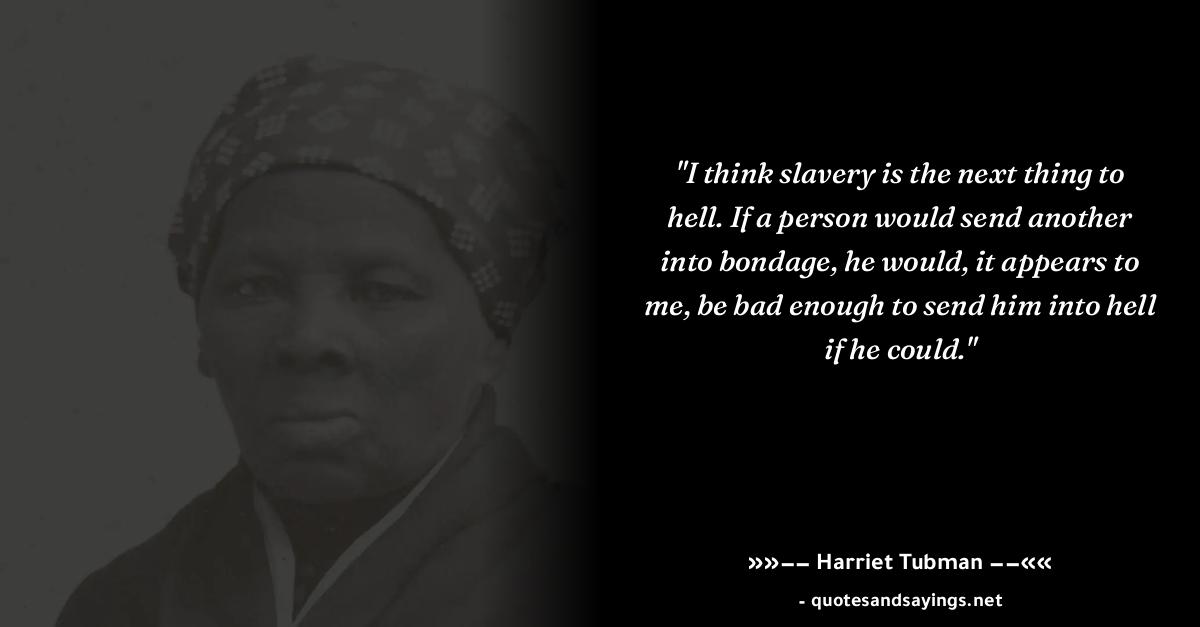 "I think slavery is the next thing to
hell. If a person would send another
into bondage, he would, it appears to
me, be bad enough to send him into hell
if he could."
»»–– Harriet Tubman ––««
- quotesandsayings.net